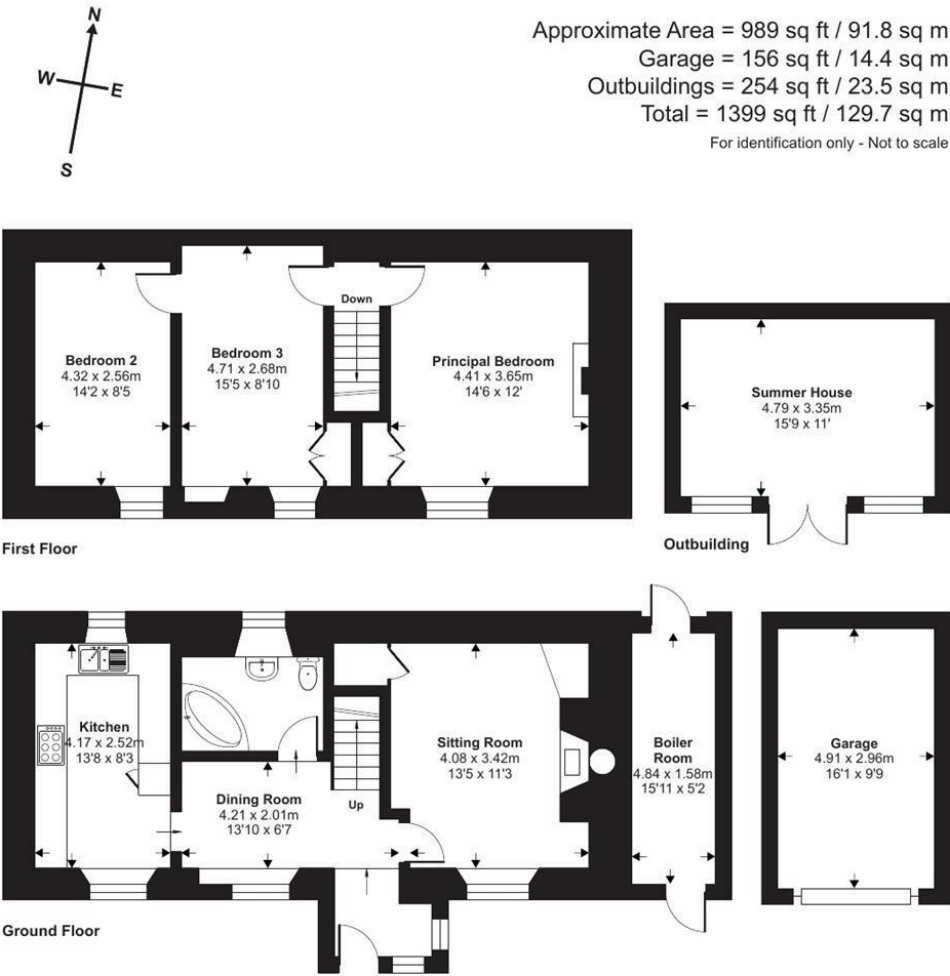 N
W
E
S
Approximate Area = 989 sq ft / 91.8 sq m
Garage = 156 sq ft / 14.4 sq m
Outbuildings = 254 sq ft / 23.5 sq m
Total = 1399 sq ft / 129.7 sq m
For identification only - Not to scale
Bedroom 2
4.32 x 2.56m
14'2 x 8'5
Bedroom 3
4.71 x 2.68m
15'5 x 8'10
Down
Principal Bedroom
4.41 x 3.65m
14'6 x 12'
Summer House
4.79 x 3.35m
15'9 x 11'
First Floor
Outbuilding
Kitchen
4.17 x 2.52m
13'8 x 8'3
Dining Room
4.21 x 2.01m
13'10 x 6'7
Up
Sitting Room
4.08 x 3.42m
13'5 x 11'3
Boiler
Room
4.84 x 1.58m
15'11 x 5'2
Garage
4.91 x 2.96m
16'1 x 9'9
Ground Floor